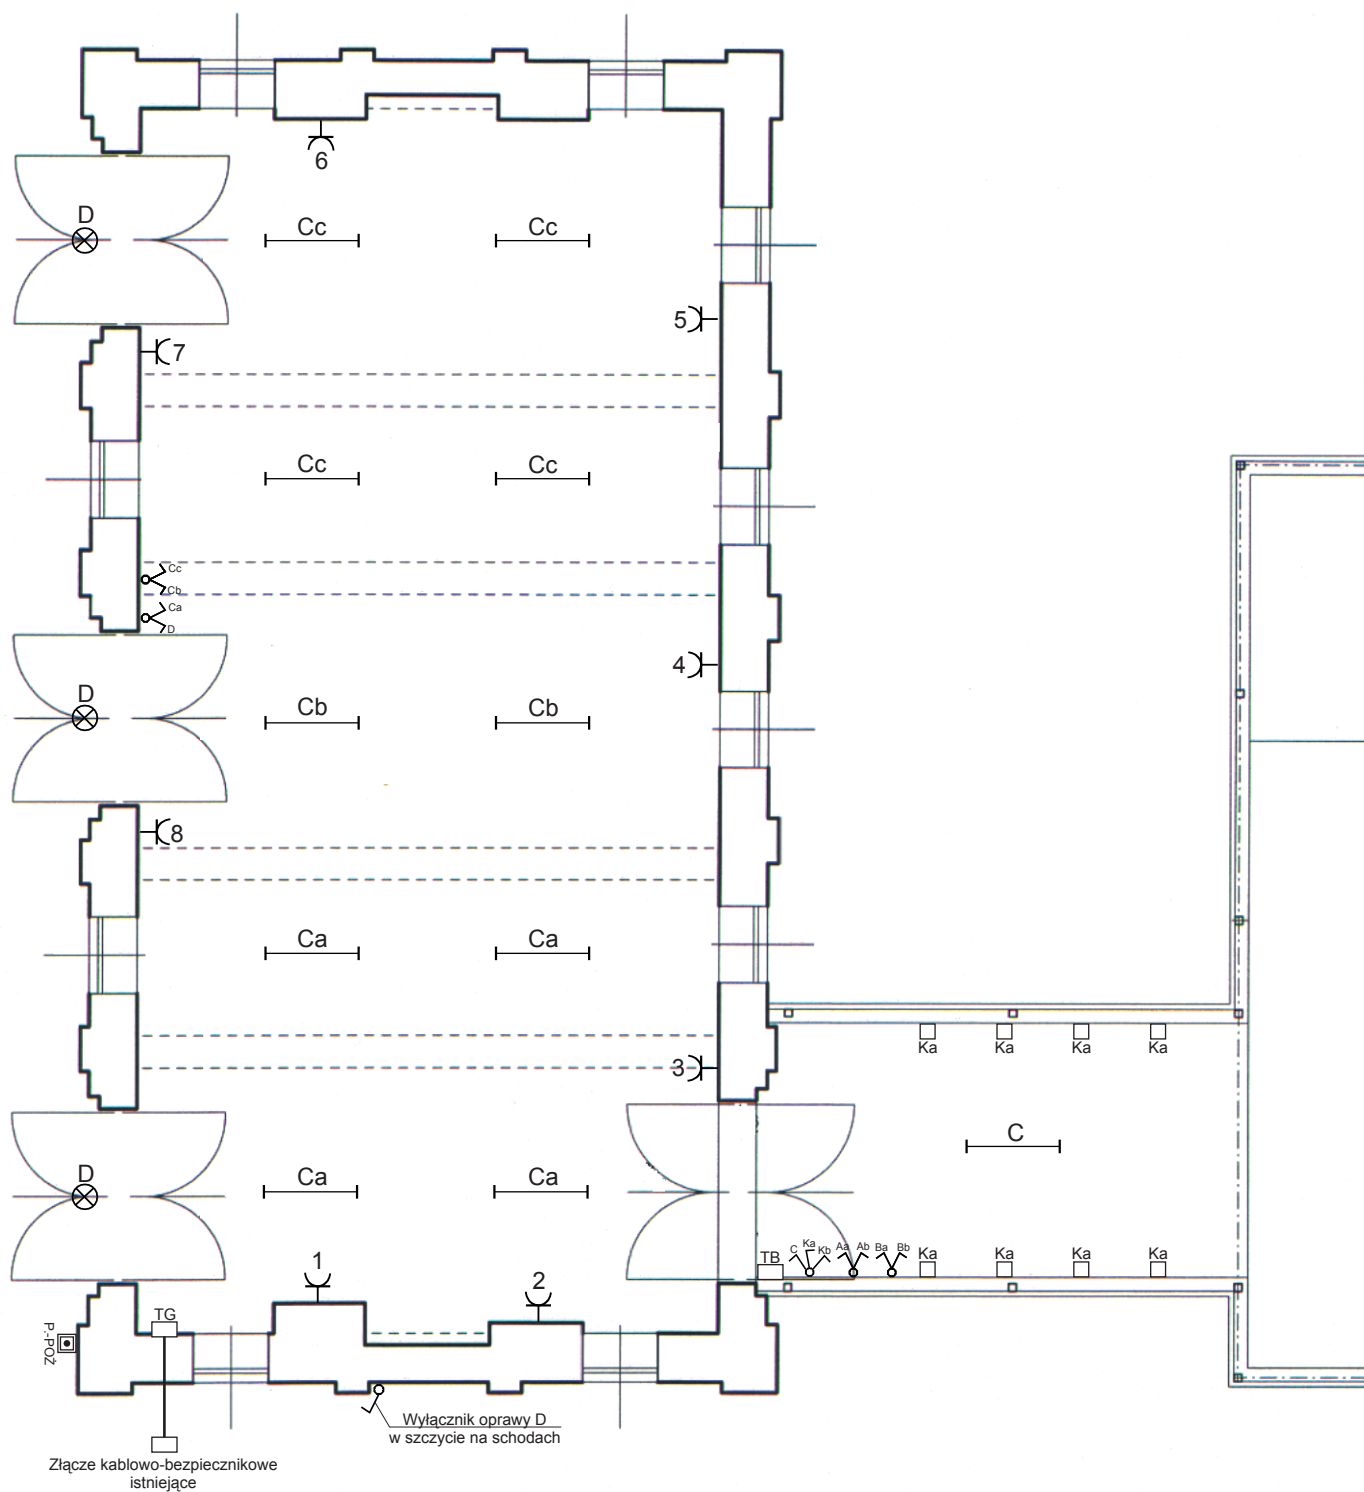 6
D
Cc Cc
5
7
Cc Cc
Cc
Cb
Ca
D
4
D
Cb Cb
8
Ca Ca
Ka Ka Ka Ka
3
C
D
Ca Ca
C Ka Kb Aa Ab Ba Bb
TB
Ka Ka Ka Ka
1
2
TG
P.-POŻ
Wyłącznik oprawy D
w szczycie na schodach
Złącze kablowo-bezpiecznikowe
istniejące